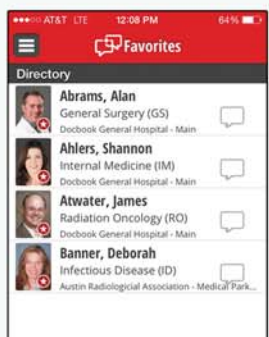 AT&T LTE 12:08 PM 64%
Favorites
Directory
Abrams, Alan
General Surgery (GS)
Docbook General Hospital - Main
Ahlers, Shannon
Internal Medicine (IM)
Docbook General Hospital - Main
Atwater, James
Radiation Oncology (RO)
Docbook General Hospital - Main
Banner, Deborah
Infectious Disease (ID)
Austin Radiologicial Association - Medical Park...